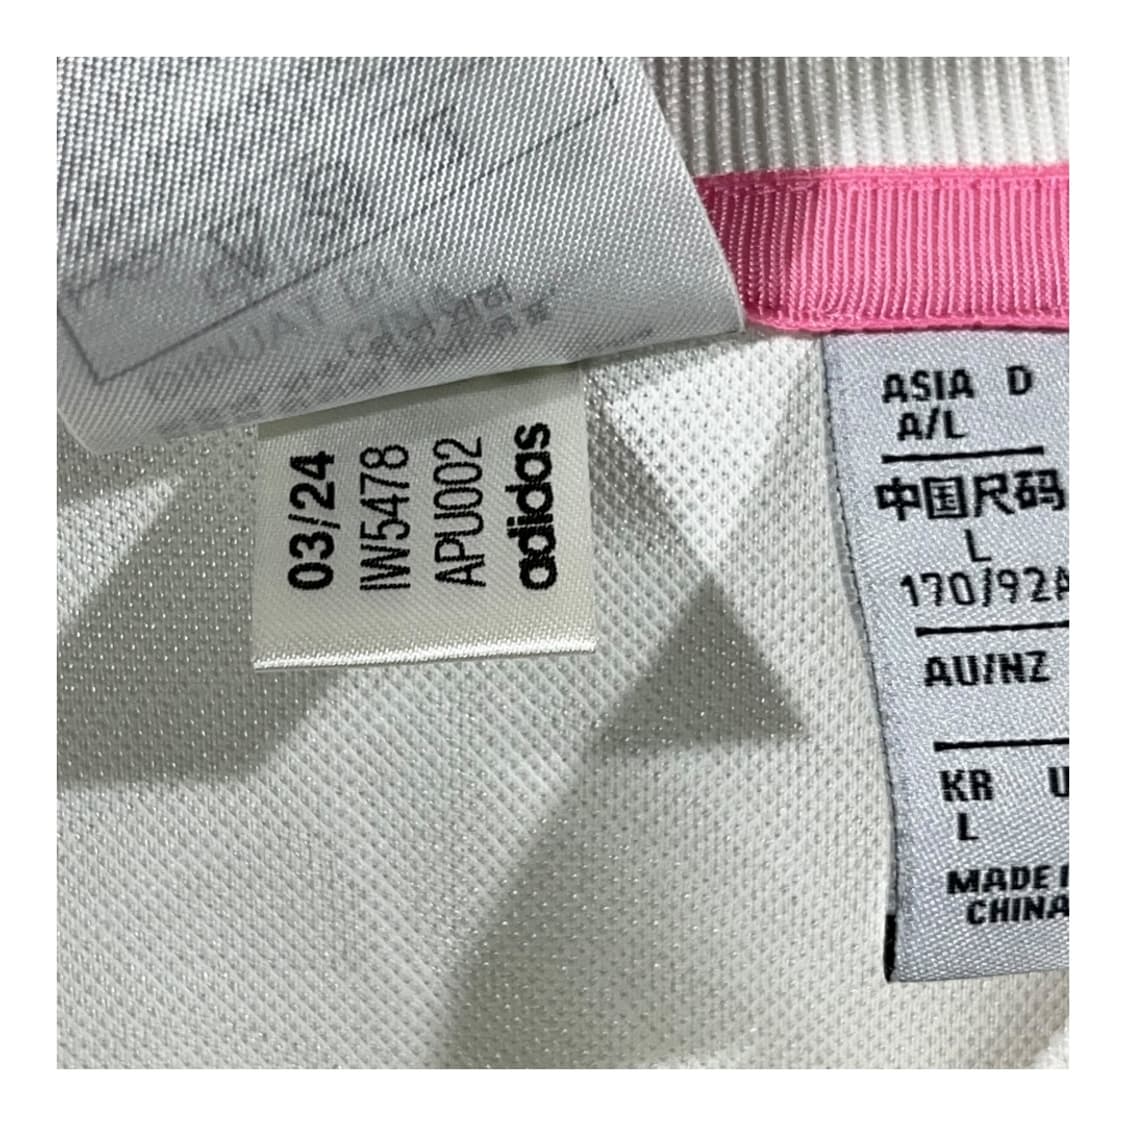 03/24
IW5478
APU002
adidas
ASIA D
A/L
中国尺码
L
170/92A
AU/NZ
KR
L
MADE
CHINA